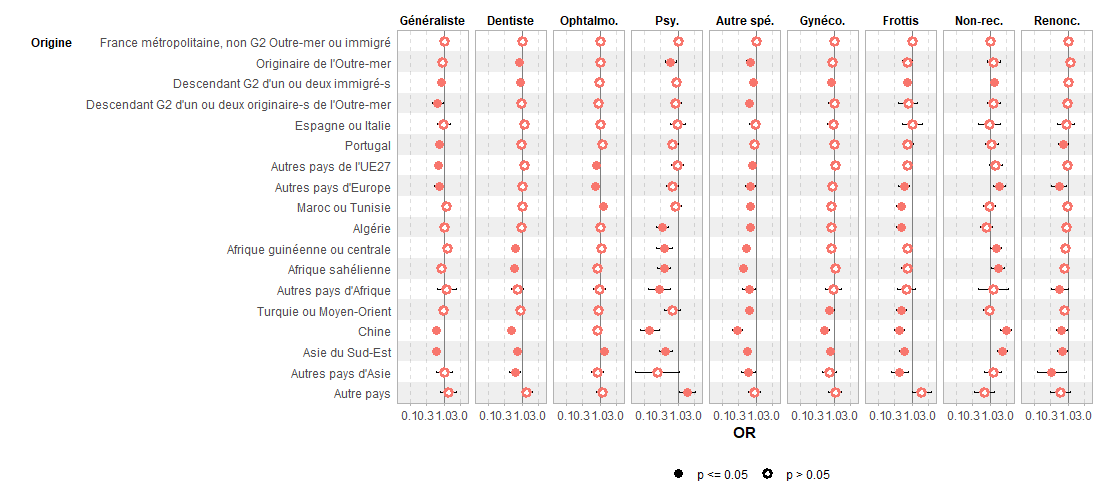 Généraliste Dentiste Ophtalmo. Psy. Autre spé. Gynéco. Frottis Non-rec. Renonc.
Origine France métropolitaine, non G2 Outre-mer ou immigré
Originaire de l'Outre-mer
Descendant G2 d'un ou deux immigré-s
Descendant G2 d'un ou deux originaire-s de l'Outre-mer
Espagne ou Italie
Portugal
Autres pays de l'UE27
Autres pays d'Europe
Maroc ou Tunisie
Algérie
Afrique guinéenne ou centrale
Afrique sahélienne
Autres pays d'Afrique
Turquie ou Moyen-Orient
Chine
Asie du Sud-Est
Autres pays d'Asie
Autre pays
0.10.31.03.0 0.10.31.03.0 0.10.31.03.0 0.10.31.03.0 0.10.31.03.0 0.10.31.03.0 0.10.31.03.0 0.10.31.03.0 0.10.31.03.0
OR
p <= 0.05 p > 0.05